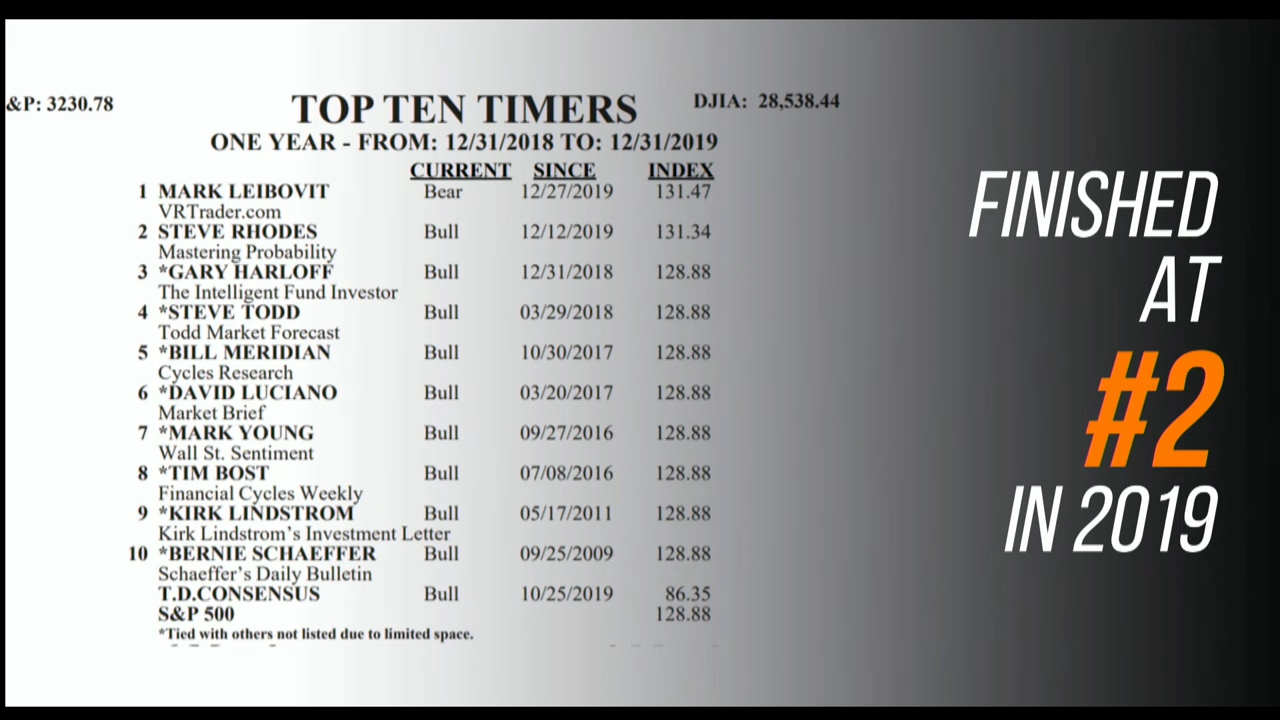 &P: 3230.78
TOP TEN TIMERS
DJIA: 28,538.44
ONE YEAR - FROM: 12/31/2018 TO: 12/31/2019
CURRENT SINCE INDEX
1 MARK LEIBOVIT Bear 12/27/2019 131.47
VRTrader.com
2 STEVE RHODES Bull 12/12/2019 131.34
Mastering Probability
3 *GARY HARLOFF Bull 12/31/2018 128.88
The Intelligent Fund Investor
4 *STEVE TODD Bull 03/29/2018 128.88
Todd Market Forecast
5 *BILL MERIDIAN Bull 10/30/2017 128.88
Cycles Research
6 *DAVID LUCIANO Bull 03/20/2017 128.88
Market Brief
7 *MARK YOUNG Bull 09/27/2016 128.88
Wall St. Sentiment
8 *TIM BOST Bull 07/08/2016 128.88
Financial Cycles Weekly
9 *KIRK LINDSTROM Bull 05/17/2011 128.88
Kirk Lindstrom's Investment Letter
10 *BERNIE SCHAEFFER Bull 09/25/2009 128.88
Schaeffer's Daily Bulletin
T.D.CONSENSUS Bull 10/25/2019 86.35
S&P 500 128.88
*Tied with others not listed due to limited space.
FINISHED
AT
#2
IN 2019